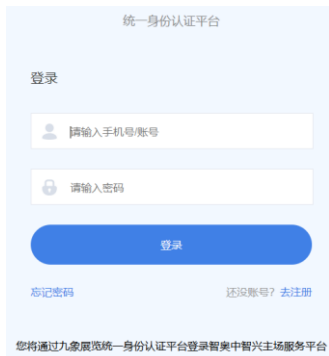 统一身份认证平台
登录
请输入手机号/账号
请输入密码
登录
忘记密码 还没账号? 去注册
您将通过九象展览统一身份认证平台登录智奥中智兴主场服务平台